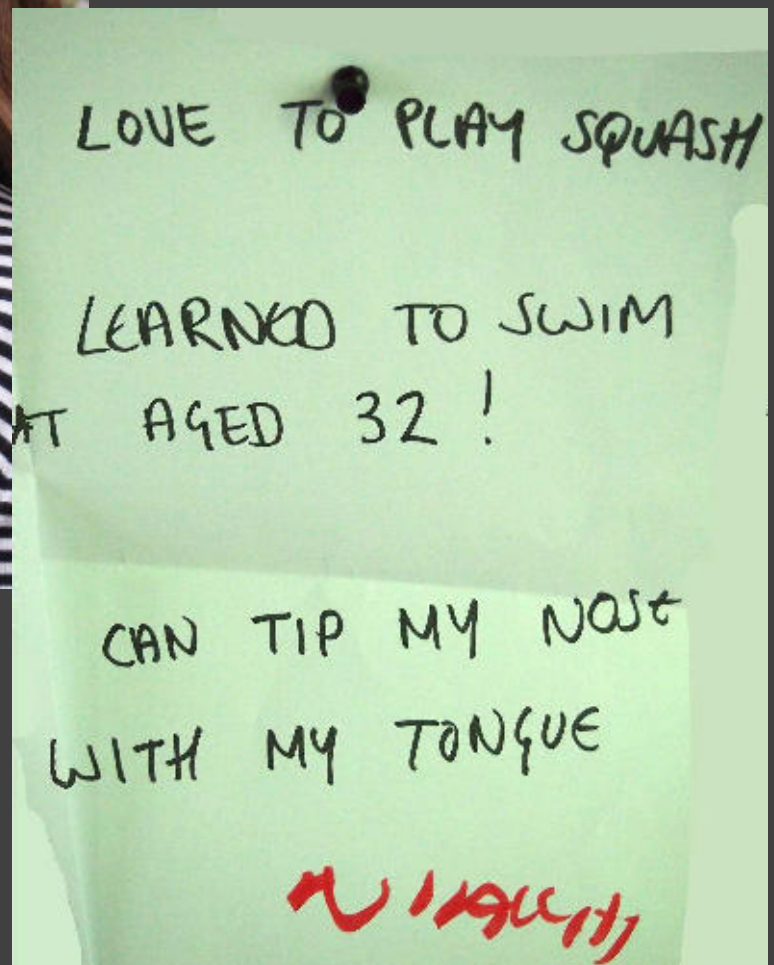 LOVE TO PLAY SQUASH
LEARNED TO SWIM
AT AGED 32!
CAN TIP MY NOSE
WITH MY TONGUE